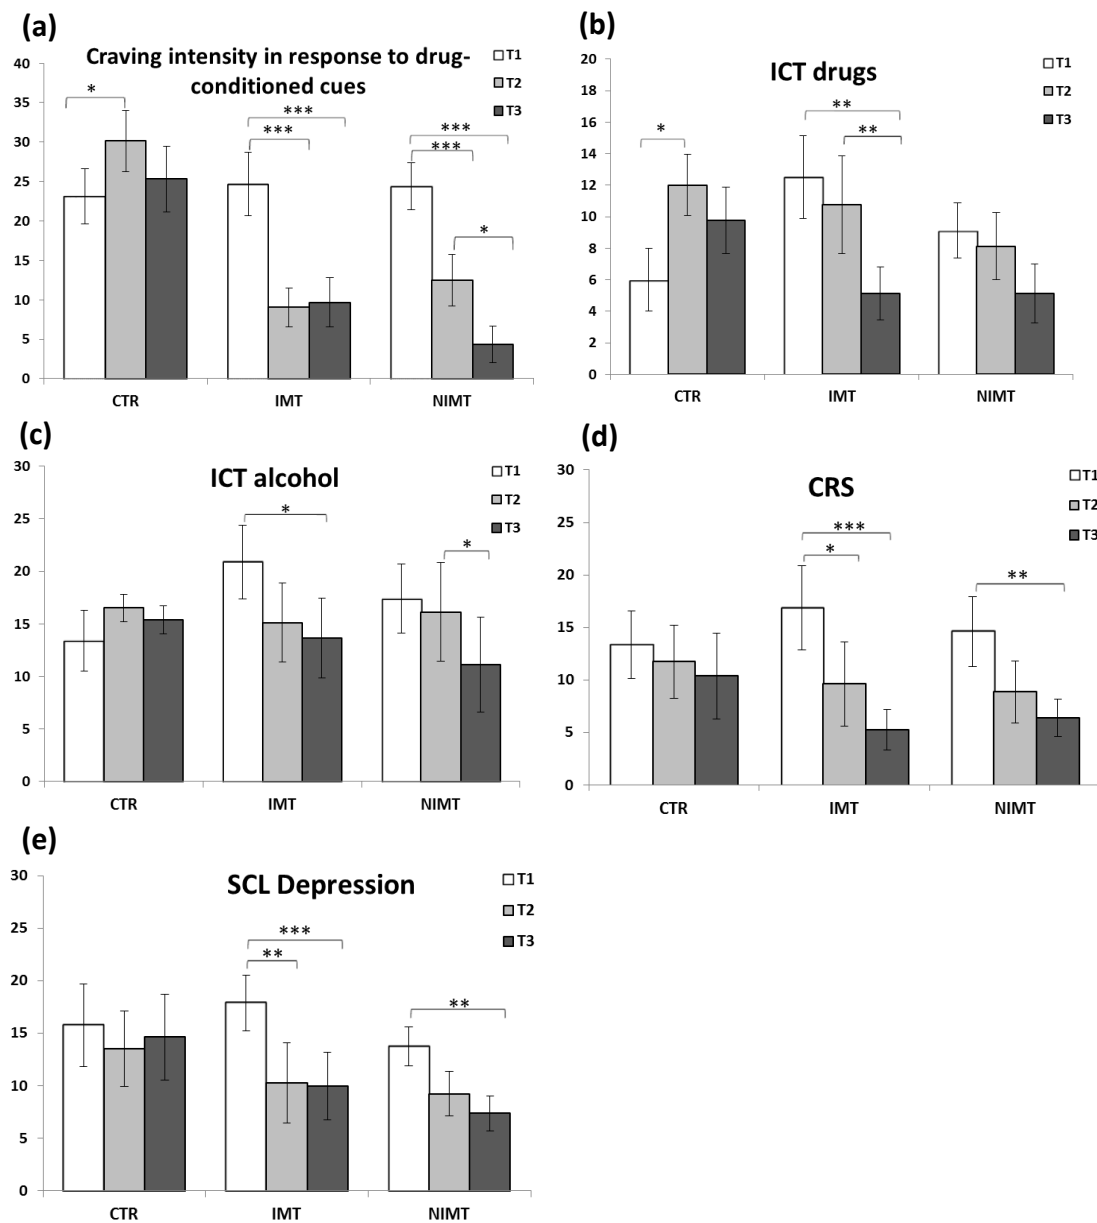 (a)
Craving intensity in response to drug-
conditioned cues
T1
T2
T3
40
35
30
25
20
15
10
5
0
*
***
***
***
***
*
CTR
IMT
NIMT
(b)
ICT drugs
T1
T2
T3
20
18
16
14
12
10
8
6
4
2
0
*
**
**
CTR
IMT
NIMT
(c)
ICT alcohol
T1
T2
T3
30
25
20
15
10
5
0
*
*
CTR
IMT
NIMT
(d)
CRS
T1
T2
T3
30
25
20
15
10
5
0
***
*
**
CTR
IMT
NIMT
(e)
SCL Depression
T1
T2
T3
30
25
20
15
10
5
0
***
**
**
CTR
IMT
NIMT